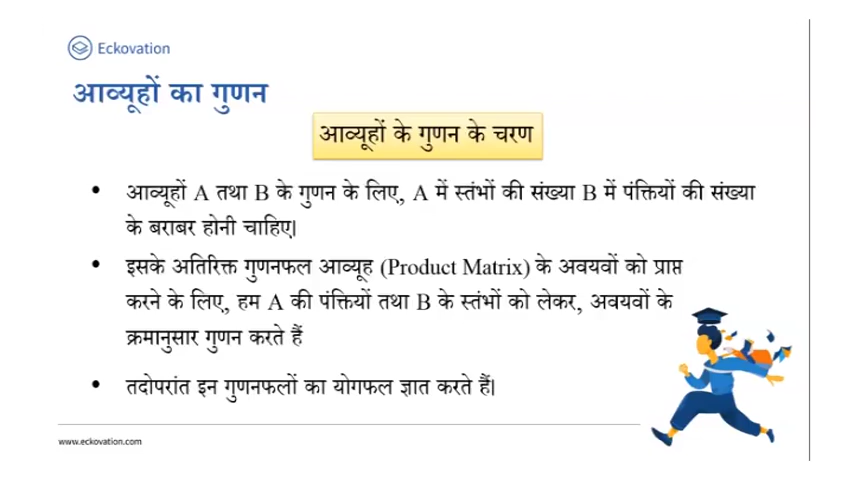 Eckovation
आव्यूहों का गुणन
आव्यूहों के गुणन के चरण
• आव्यूहों A तथा B के गुणन के लिए, A में स्तंभों की संख्या B में पंक्तियों की संख्या
के बराबर होनी चाहिए।
• इसके अतिरिक्त गुणनफल आव्यूह (Product Matrix) के अवयवों को प्राप्त
करने के लिए, हम A की पंक्तियों तथा B के स्तंभों को लेकर, अवयवों के
क्रमानुसार गुणन करते हैं
• तदोपरांत इन गुणनफलों का योगफल ज्ञात करते हैं।
www.eckovation.com